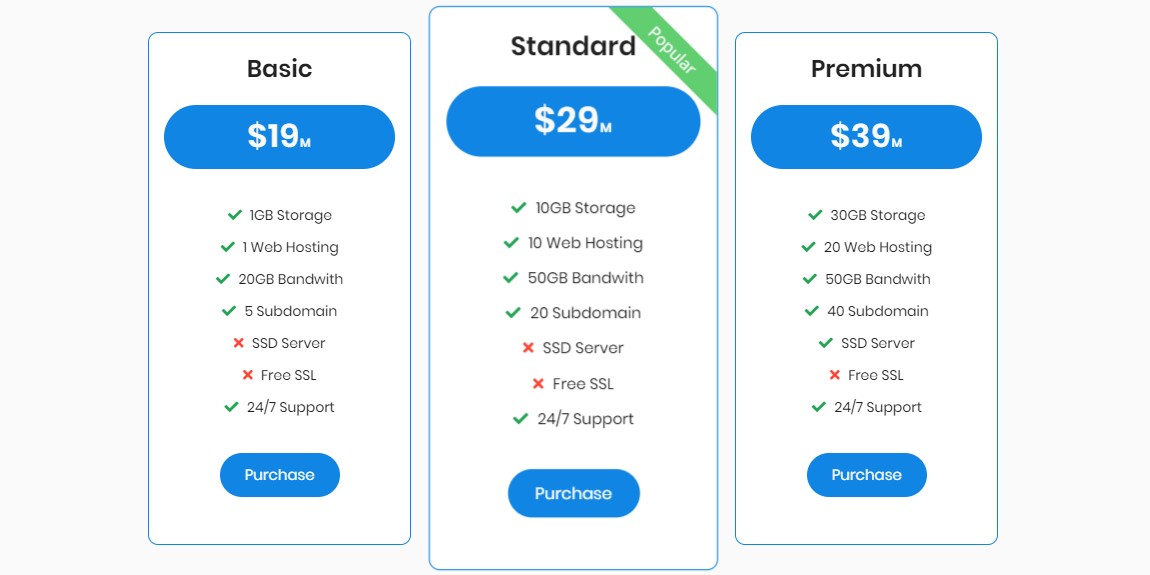 Basic
$19M
1GB Storage
1 Web Hosting
20GB Bandwith
5 Subdomain
SSD Server
Free SSL
24/7 Support
Purchase
Standard
Popular
$29M
10GB Storage
10 Web Hosting
50GB Bandwith
20 Subdomain
SSD Server
Free SSL
24/7 Support
Purchase
Premium
$39M
30GB Storage
20 Web Hosting
50GB Bandwith
40 Subdomain
SSD Server
Free SSL
24/7 Support
Purchase